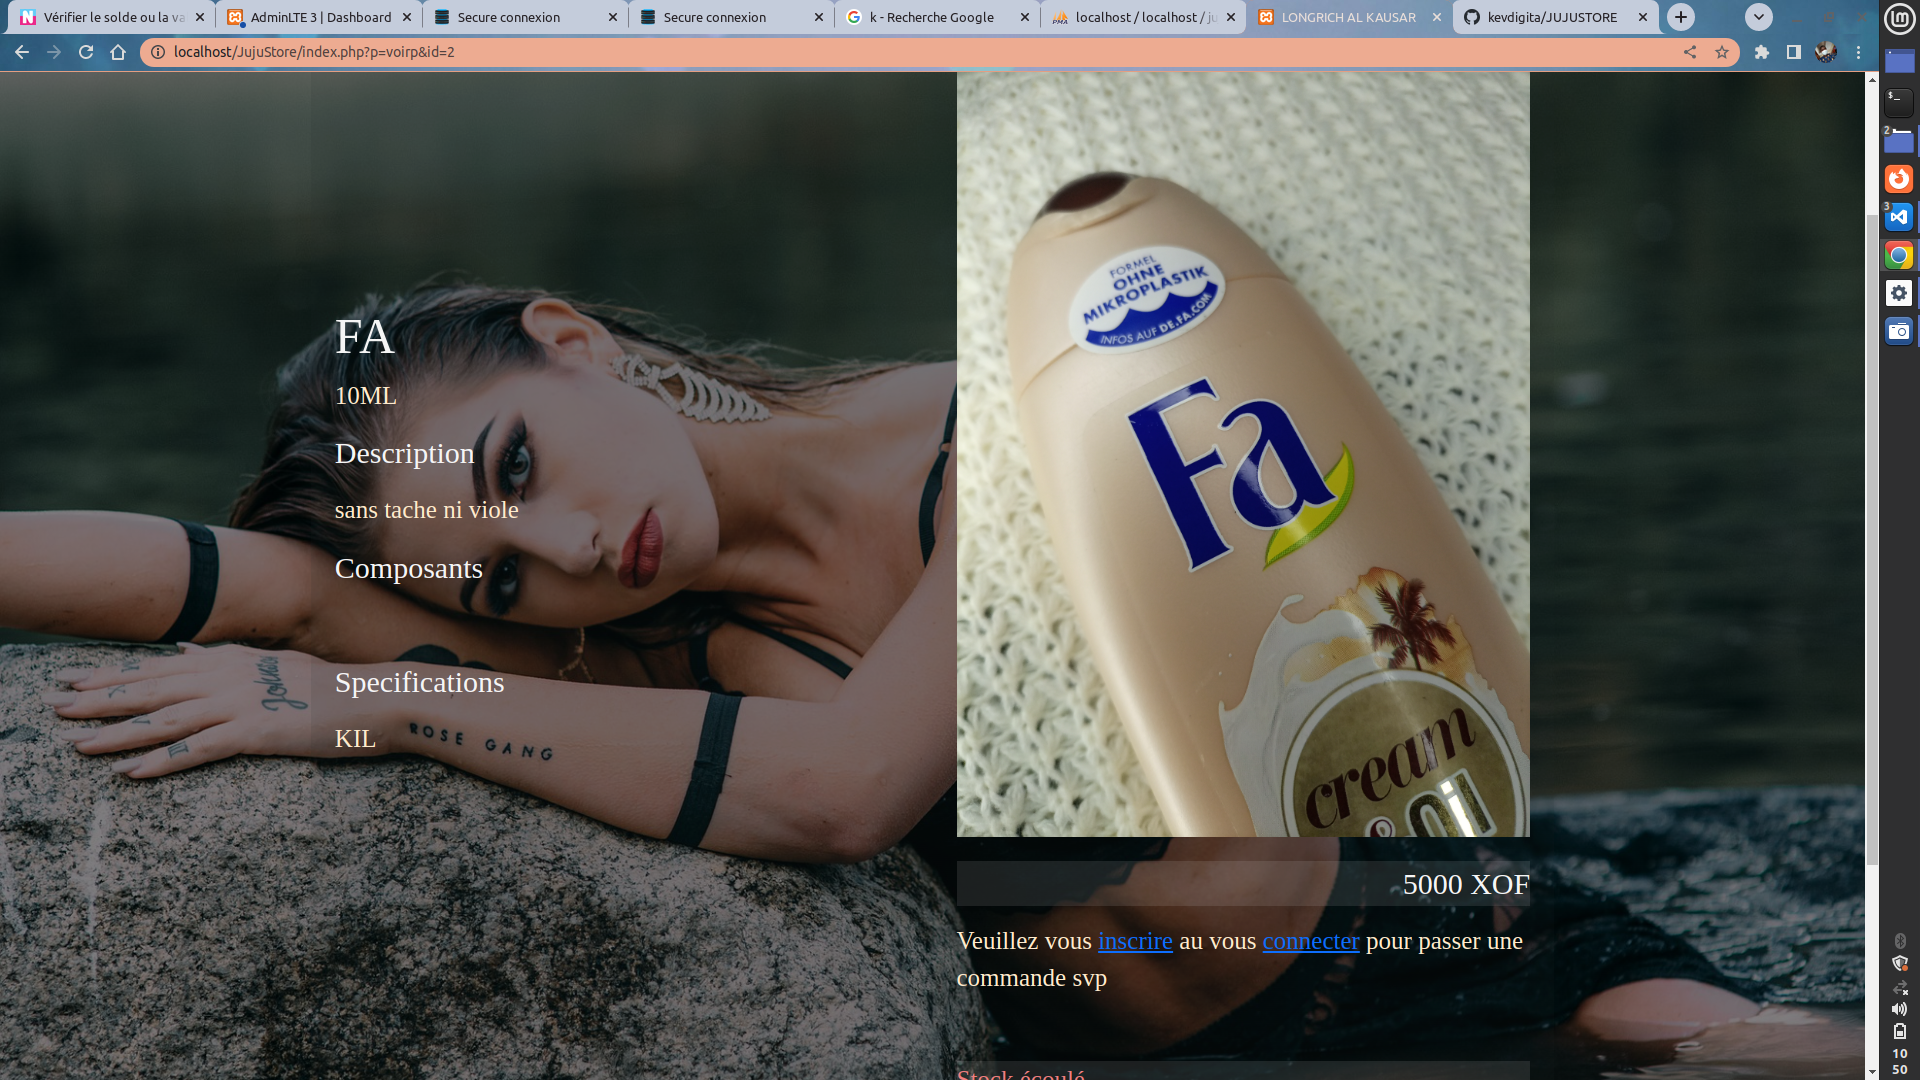 Vérifier le solde ou la va
AdminLTE 3 | Dashboard
Secure connexion
Secure connexion
k - Recherche Google
localhost / localhost / ju
LONGRICH AL KAUSAR
kevdigita/JUJUSTORE
localhost/JujuStore/index.php?p=voirp&id=2
FA
10ML
Description
sans tache ni viole
Composants
Specifications
KIL
Johanna
ROSE GANG
FORMEL
OHNE
MIKROPLASTIK
INFOS AUF DE.FA.COM
Fa
cream
&
Oil
5000 XOF
Veuillez vous inscrire au vous connecter pour passer une
commande svp
Stock écoulé
2
$_
3
10
50